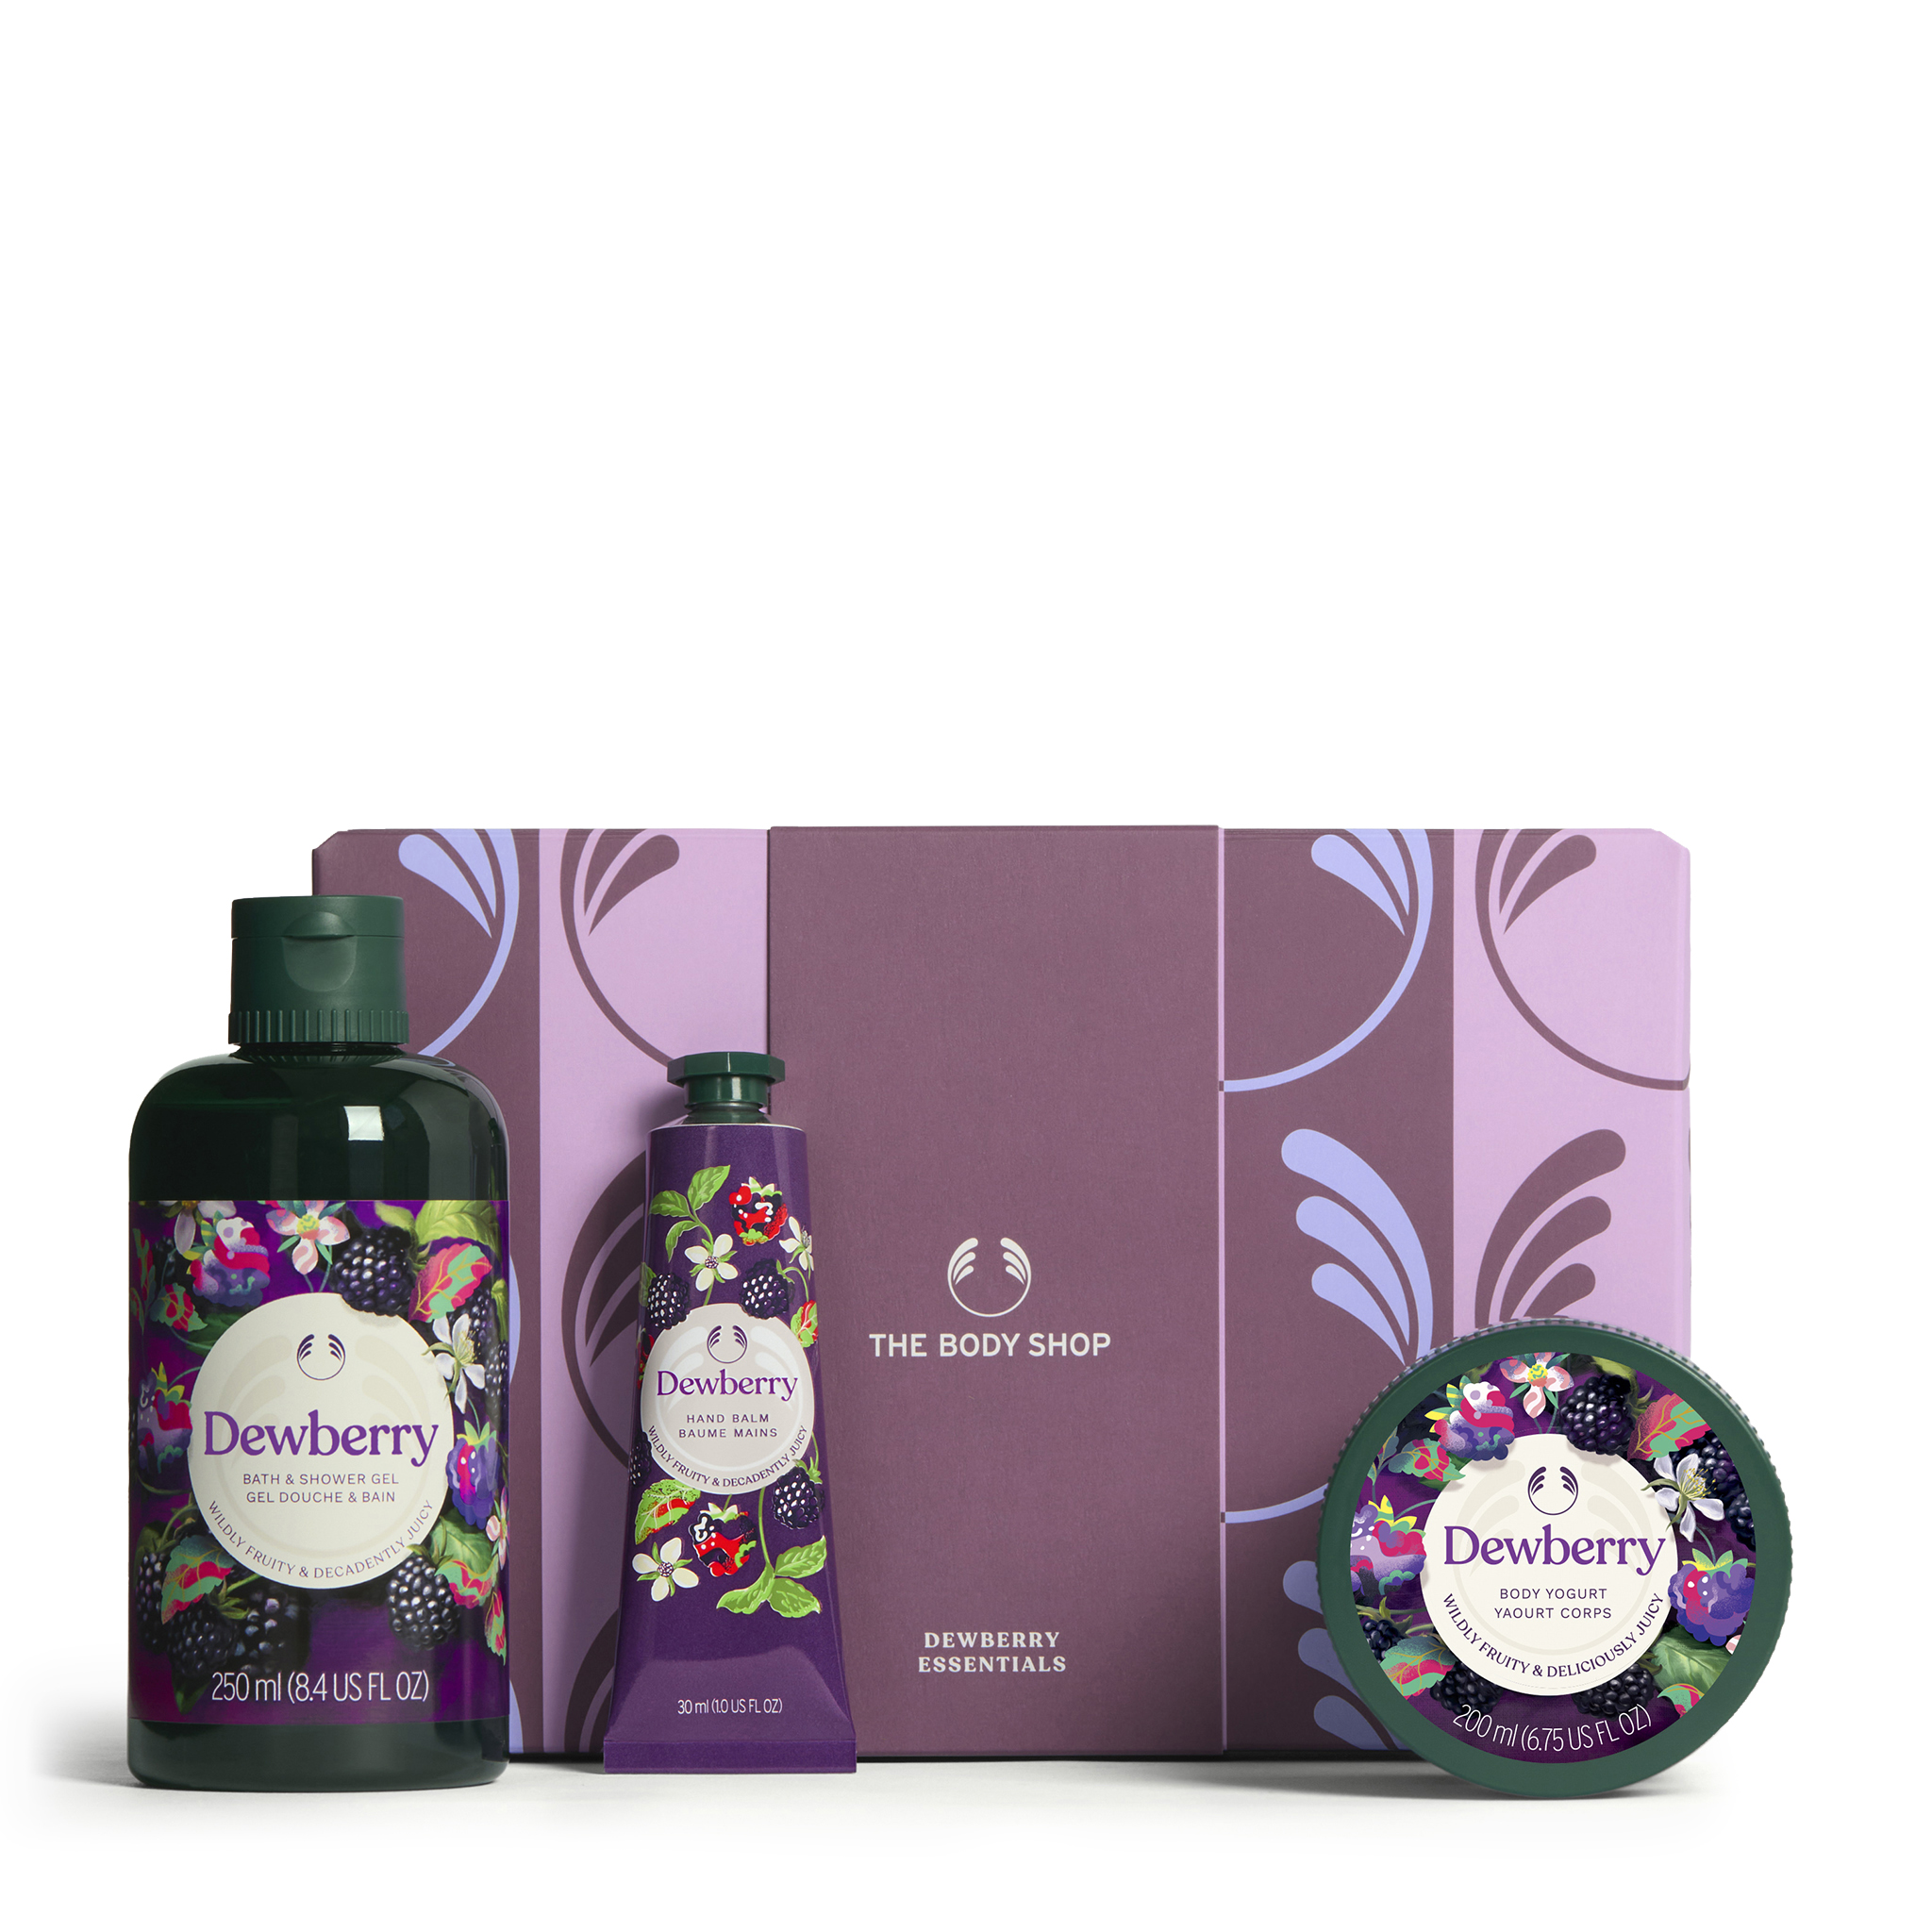 THE BODY SHOP
DEWBERRY
ESSENTIALS
Dewberry
BATH & SHOWER GEL
GEL DOUCHE & BAIN
WILDLY FRUITY & DECADENTLY JUICY
250 ml (8.4 US FL OZ)
Dewberry
HAND BALM
BAUME MAINS
WILDLY FRUITY & DECADENTLY JUICY
30 ml (1.0 US FL OZ)
Dewberry
BODY YOGURT
YAOURT CORPS
WILDLY FRUITY & DELICIOUSLY JUICY
200 ml (6.75 US FL OZ)